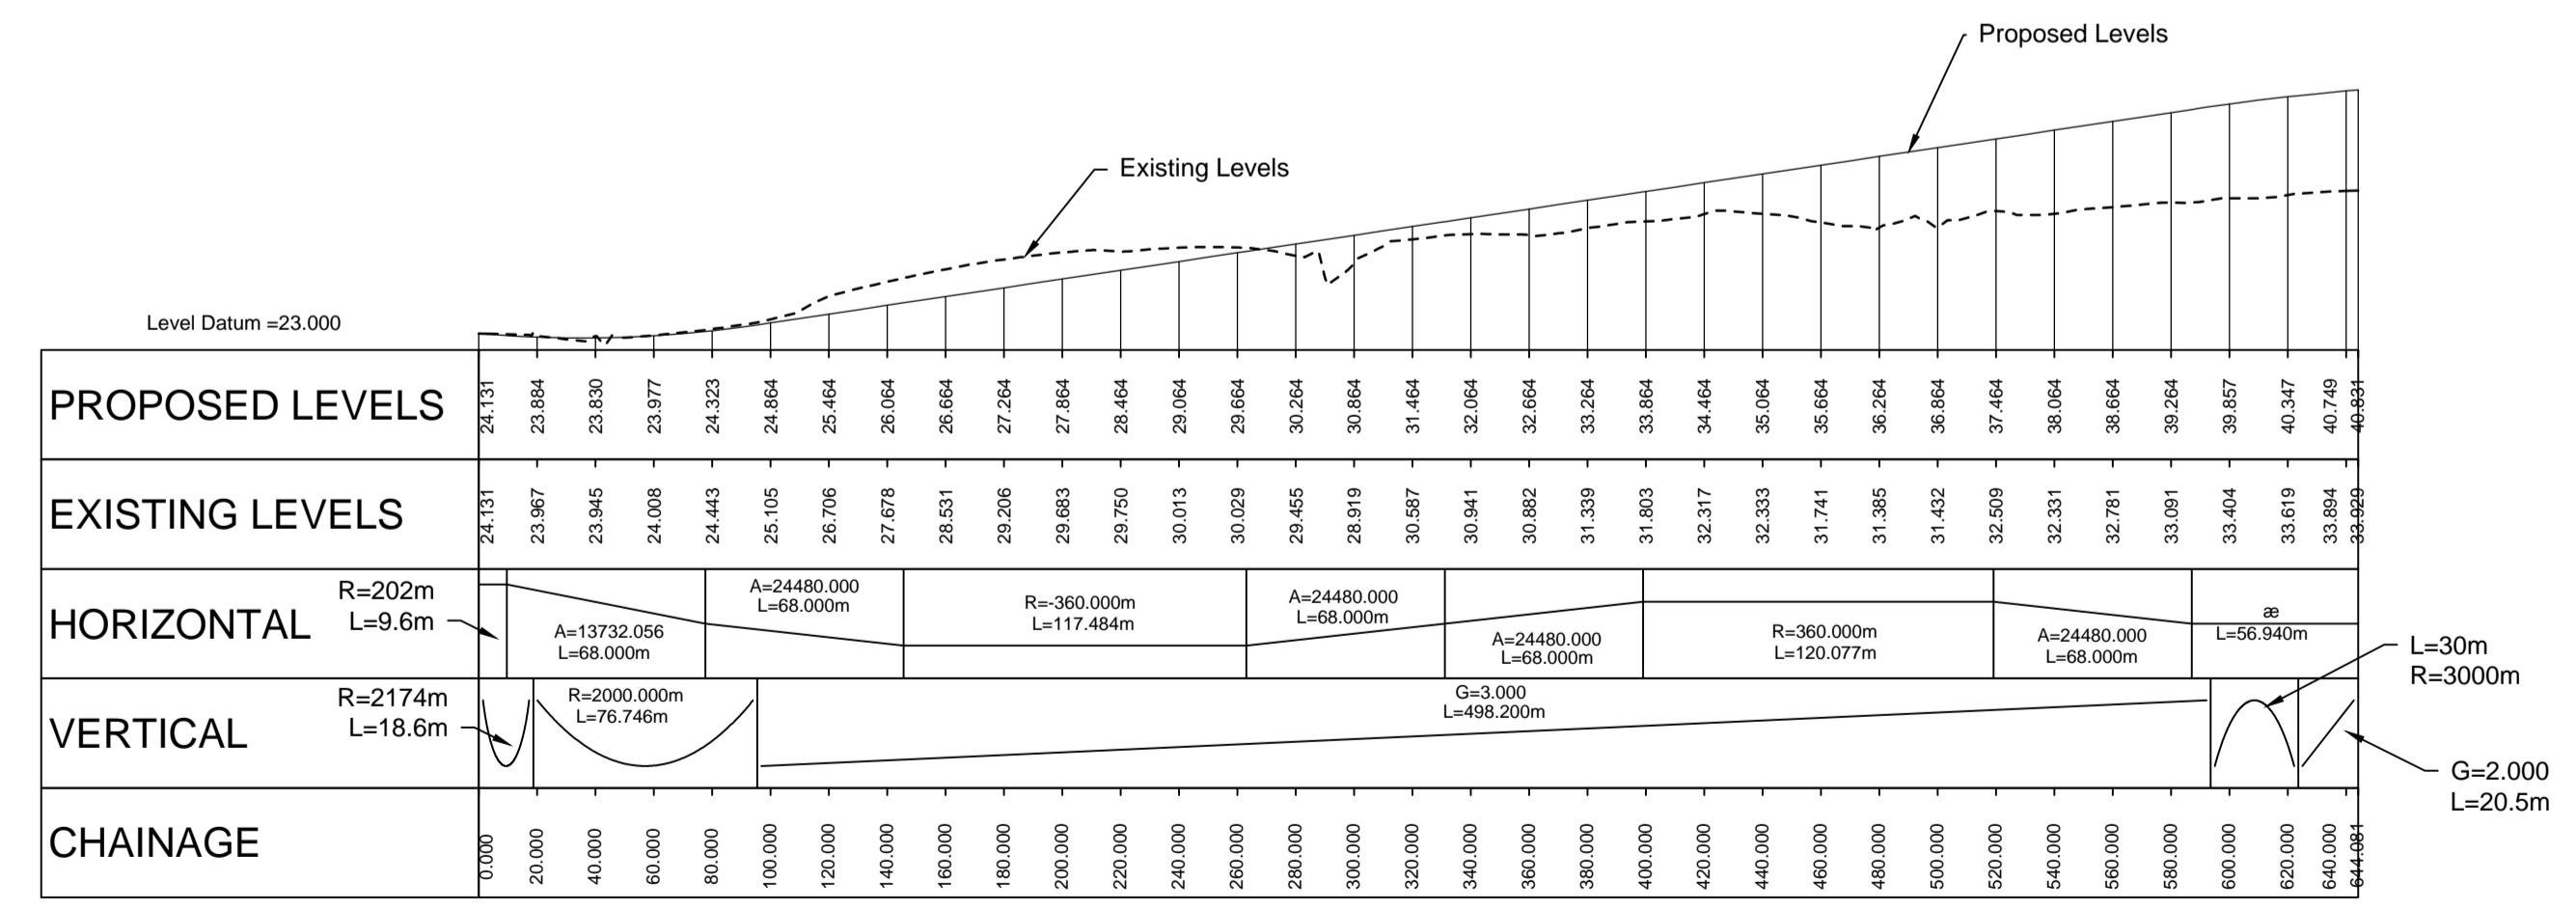 Proposed Levels
Existing Levels
Level Datum =23.000
PROPOSED LEVELS
24.131
23.884
23.830
23.977
24.323
24.864
25.464
26.064
26.664
27.264
27.864
28.464
29.064
29.664
30.264
30.864
31.464
32.064
32.664
33.264
33.864
34.464
35.064
35.664
36.264
36.864
37.464
38.064
38.664
39.264
39.857
40.347
40.749
40.831
EXISTING LEVELS
24.131
23.967
23.945
24.008
24.443
25.105
26.706
27.678
28.531
29.206
29.683
29.750
30.013
30.029
29.455
28.919
30.587
30.941
30.882
31.339
31.803
32.317
32.333
31.741
31.385
31.432
32.509
32.331
32.781
33.091
33.404
33.619
33.894
33.929
HORIZONTAL
R=202m
L=9.6m
A=13732.056
L=68.000m
A=24480.000
L=68.000m
R=-360.000m
L=117.484m
A=24480.000
L=68.000m
A=24480.000
L=68.000m
R=360.000m
L=120.077m
A=24480.000
L=68.000m
æ
L=56.940m
VERTICAL
R=2174m
L=18.6m
R=2000.000m
L=76.746m
G=3.000
L=498.200m
L=30m
R=3000m
G=2.000
L=20.5m
CHAINAGE
0.000
20.000
40.000
60.000
80.000
100.000
120.000
140.000
160.000
180.000
200.000
220.000
240.000
260.000
280.000
300.000
320.000
340.000
360.000
380.000
400.000
420.000
440.000
460.000
480.000
500.000
520.000
540.000
560.000
580.000
600.000
620.000
640.000
644.081